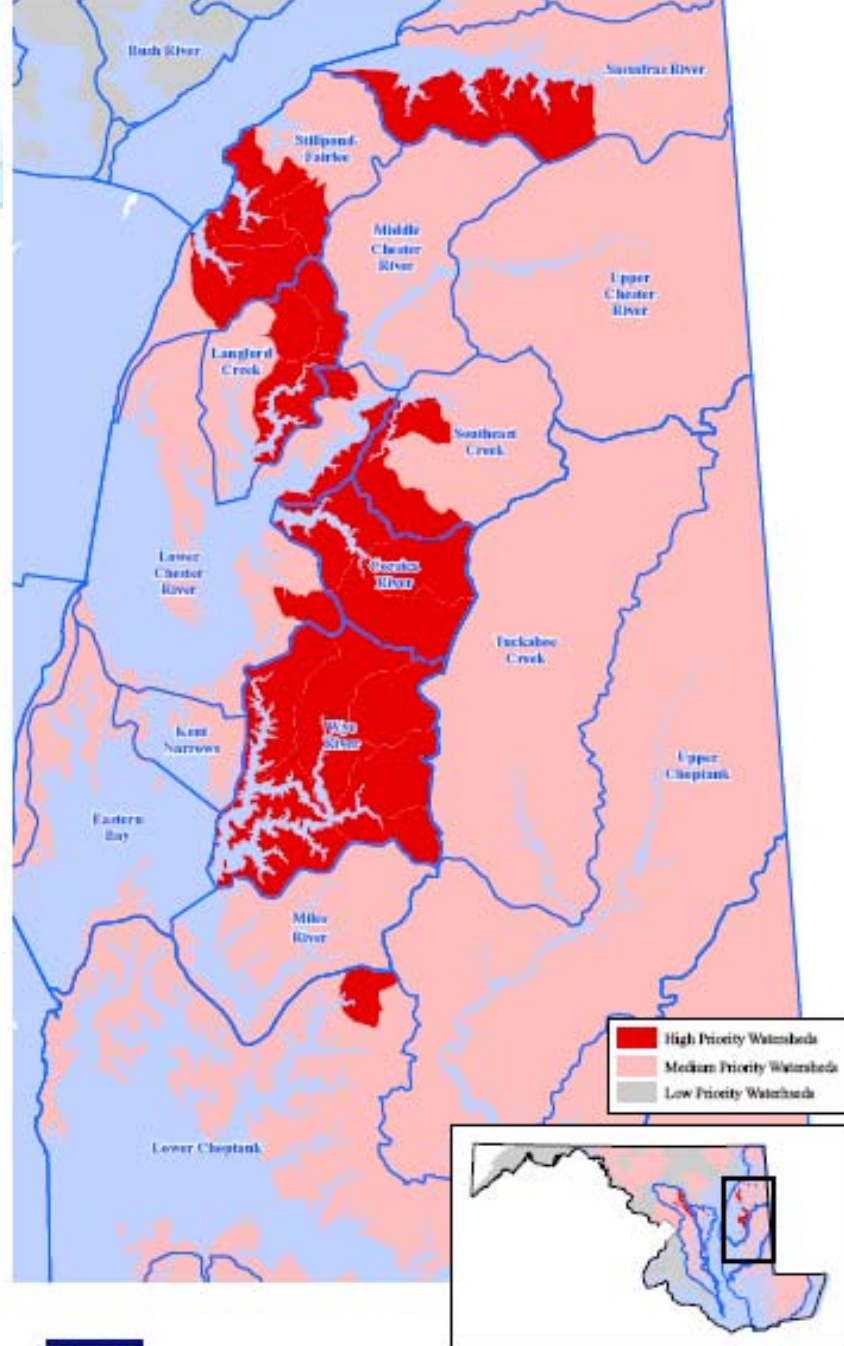 Bush River
Sassafras River
Stillpond-
Fairlee
Middle
Chester
River
Upper
Chester
River
Langford
Creek
Southeast
Creek
Lower
Chester
River
Corsica
River
Tuckahoe
Creek
Kent
Narrows
Wye
River
Upper
Choptank
Eastern
Bay
Miles
River
High Priority Watersheds
Medium Priority Watersheds
Low Priority Waterhseds
Lower Choptank